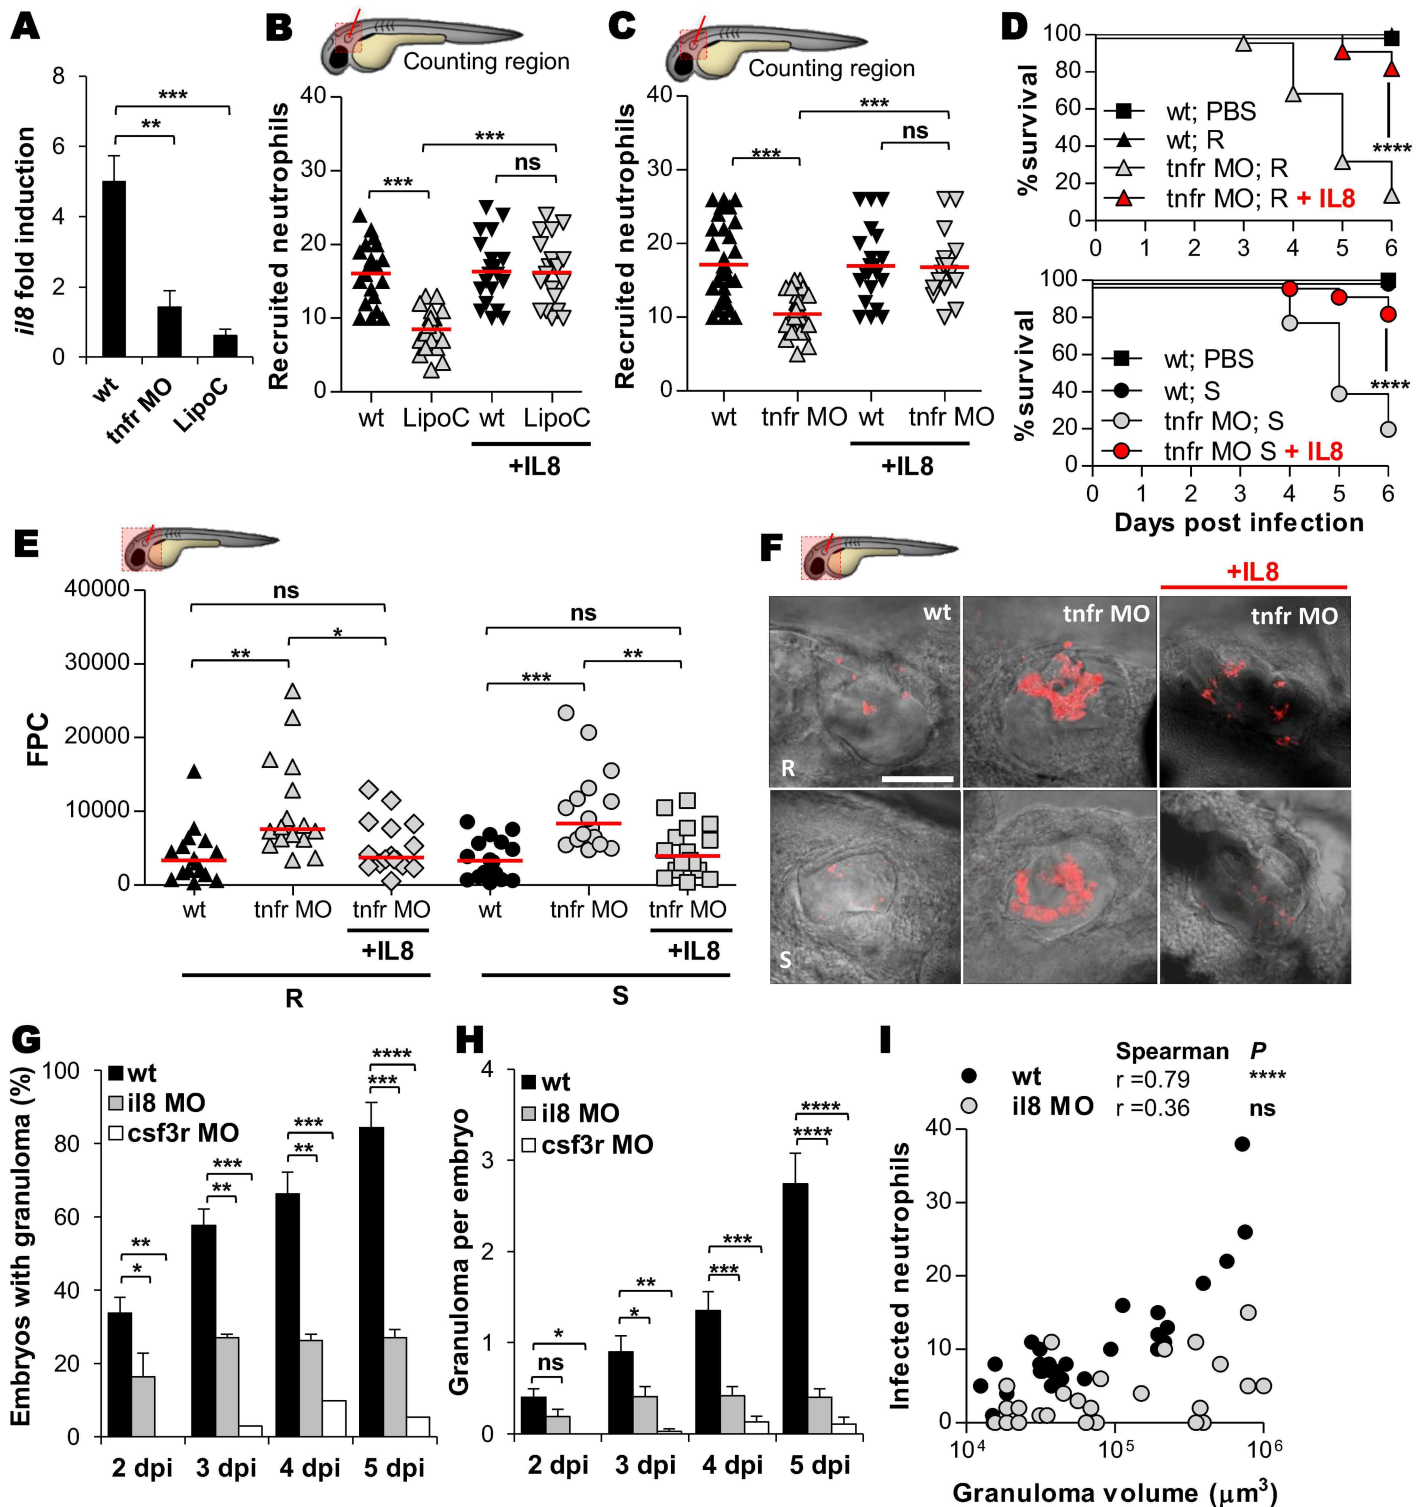 A
8
6
4
2
0
il8 fold induction
***
**
wt
tnfr MO
LipoC
B
Counting region
Recruited neutrophils
40
30
20
10
0
***
***
ns
wt LipoC wt LipoC
+IL8
C
Counting region
Recruited neutrophils
40
30
20
10
0
***
***
ns
wt tnfr MO wt tnfr MO
+IL8
D
%survival
100
80
60
40
20
0
wt; PBS
wt; R
tnfr MO; R
tnfr MO; R + IL8
****
0 1 2 3 4 5 6
%survival
100
80
60
40
20
0
wt; PBS
wt; S
tnfr MO; S
tnfr MO S + IL8
****
0 1 2 3 4 5 6
Days post infection
E
FPC
40000
30000
20000
10000
0
ns
**
*
ns
***
**
wt tnfr MO tnfr MO wt tnfr MO tnfr MO
+IL8 +IL8
R S
F
+IL8
wt tnfr MO tnfr MO
R
S
G
Embryos with granuloma (%)
100
80
60
40
20
0
wt
il8 MO
csf3r MO
**
*
***
**
***
**
****
***
2 dpi 3 dpi 4 dpi 5 dpi
H
Granuloma per embryo
4
3
2
1
0
wt
il8 MO
csf3r MO
*
ns
**
*
***
***
****
****
2 dpi 3 dpi 4 dpi 5 dpi
I
Spearman P
wt r =0.79 ****
il8 MO r =0.36 ns
Infected neutrophils
40
30
20
10
0
10⁴ 10⁵ 10⁶
Granuloma volume (µm³)